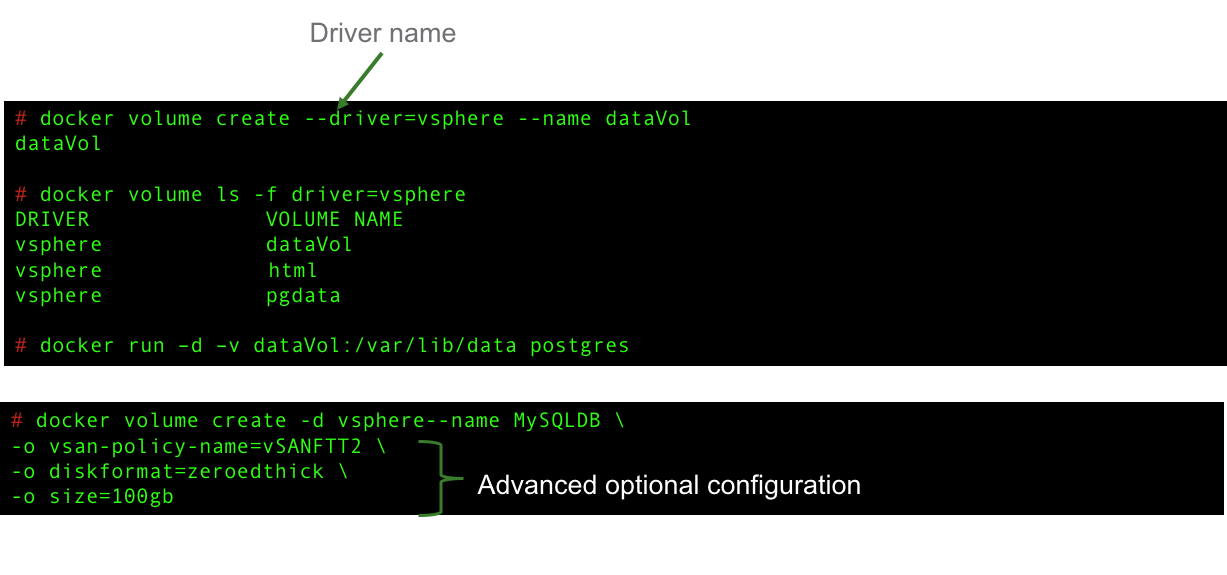 Driver name
# docker volume create --driver=vsphere --name dataVol
dataVol
# docker volume ls -f driver=vsphere
DRIVER VOLUME NAME
vsphere dataVol
vsphere html
vsphere pgdata
# docker run –d –v dataVol:/var/lib/data postgres
# docker volume create -d vsphere--name MySQLDB \
-o vsan-policy-name=vSANFTT2 \
-o diskformat=zeroedthick \
-o size=100gb
Advanced optional configuration